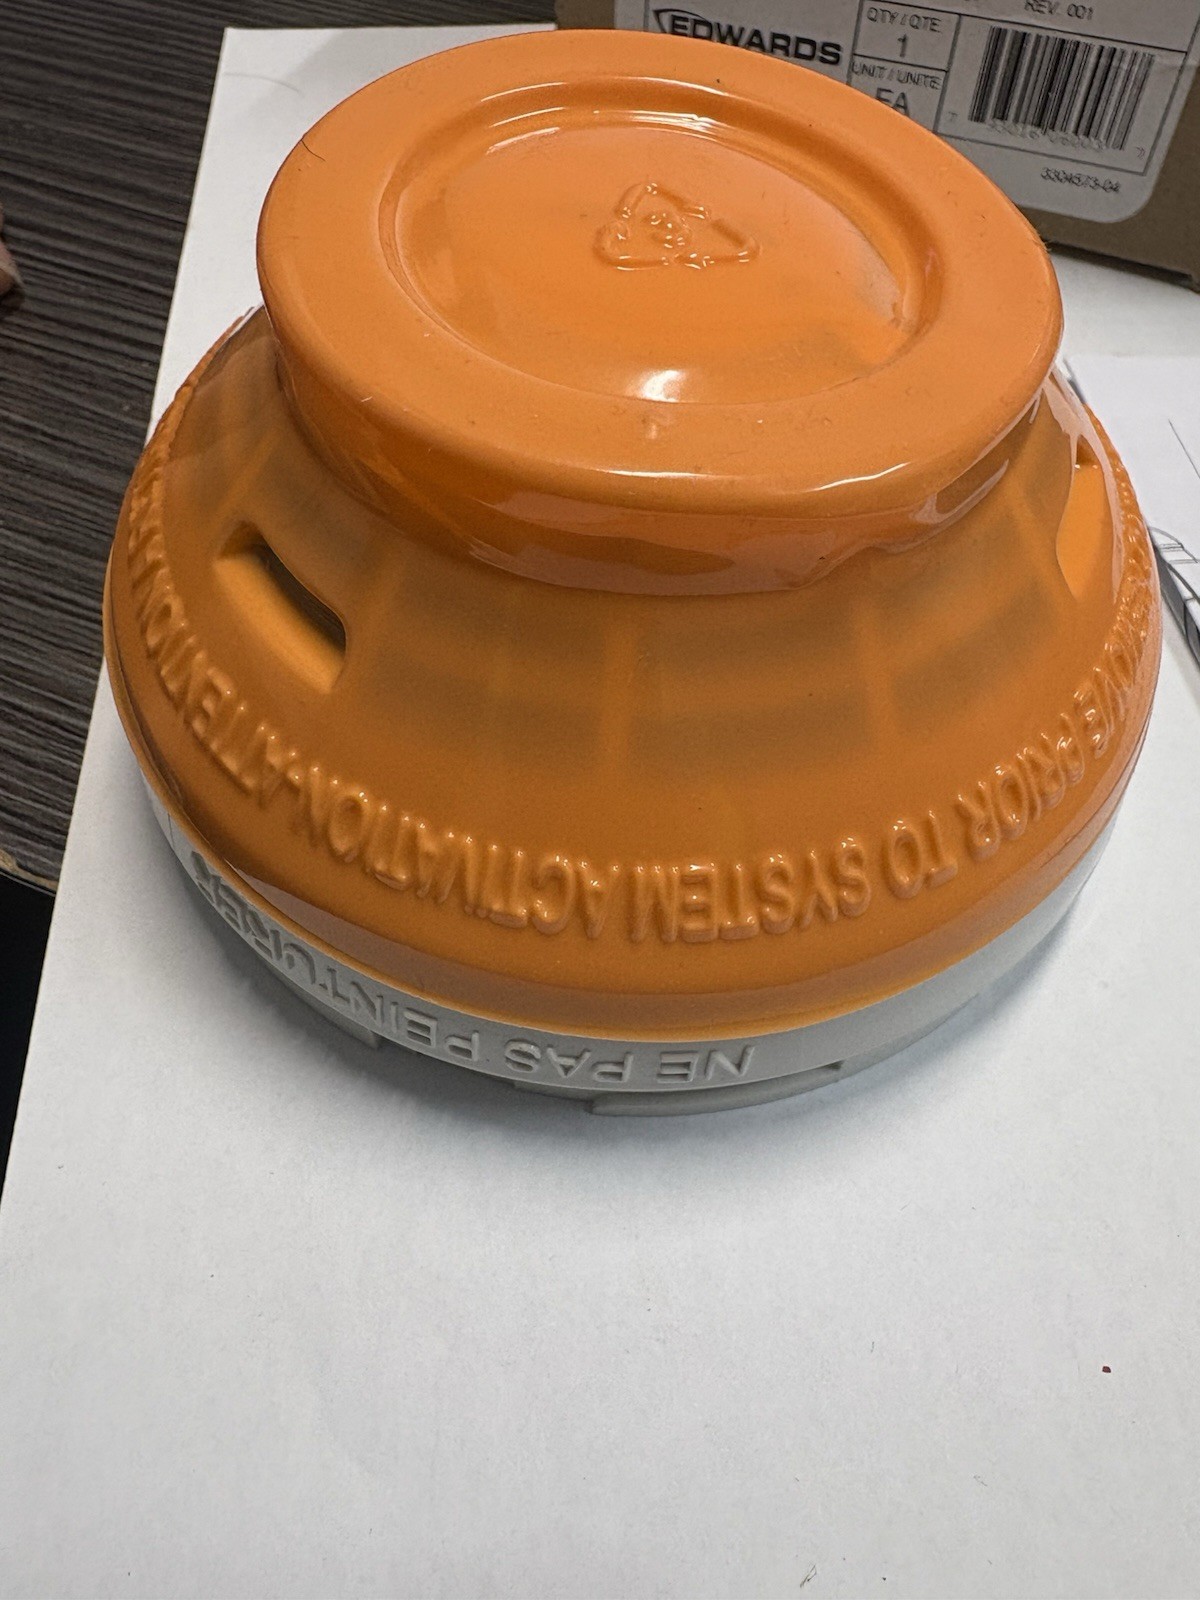 REV. 001
EDWARDS
QTY / QTE
1
UNIT / UNITE
EA
3304573-04
PRIOR TO SYSTEM ACTIVATION-ATTENTION
NE PAS PEINTURER